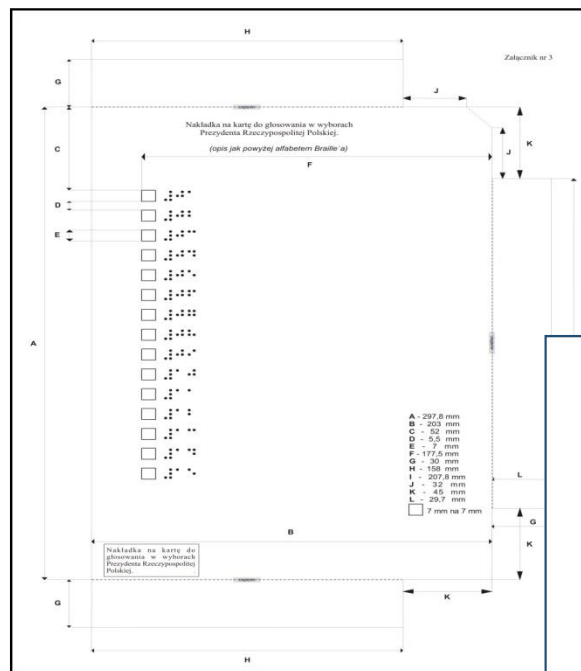 H
Załącznik nr 3
G
J
Nakładka na kartę do głosowania w wyborach
Prezydenta Rzeczypospolitej Polskiej.
K
C
J
(opis jak powyżej alfabetem Braille`a)
F
D
E
A
A - 297,8 mm
B - 203 mm
C - 52 mm
D - 5,5 mm
E - 7 mm
F - 177,5 mm
G - 30 mm
H - 158 mm
I - 207,8 mm
J - 32 mm
K - 45 mm
L - 29,7 mm
7 mm na 7 mm
L
G
B
K
Nakładka na kartę do
głosowania w wyborach
Prezydenta Rzeczypospolitej
Polskiej.
G
K
H